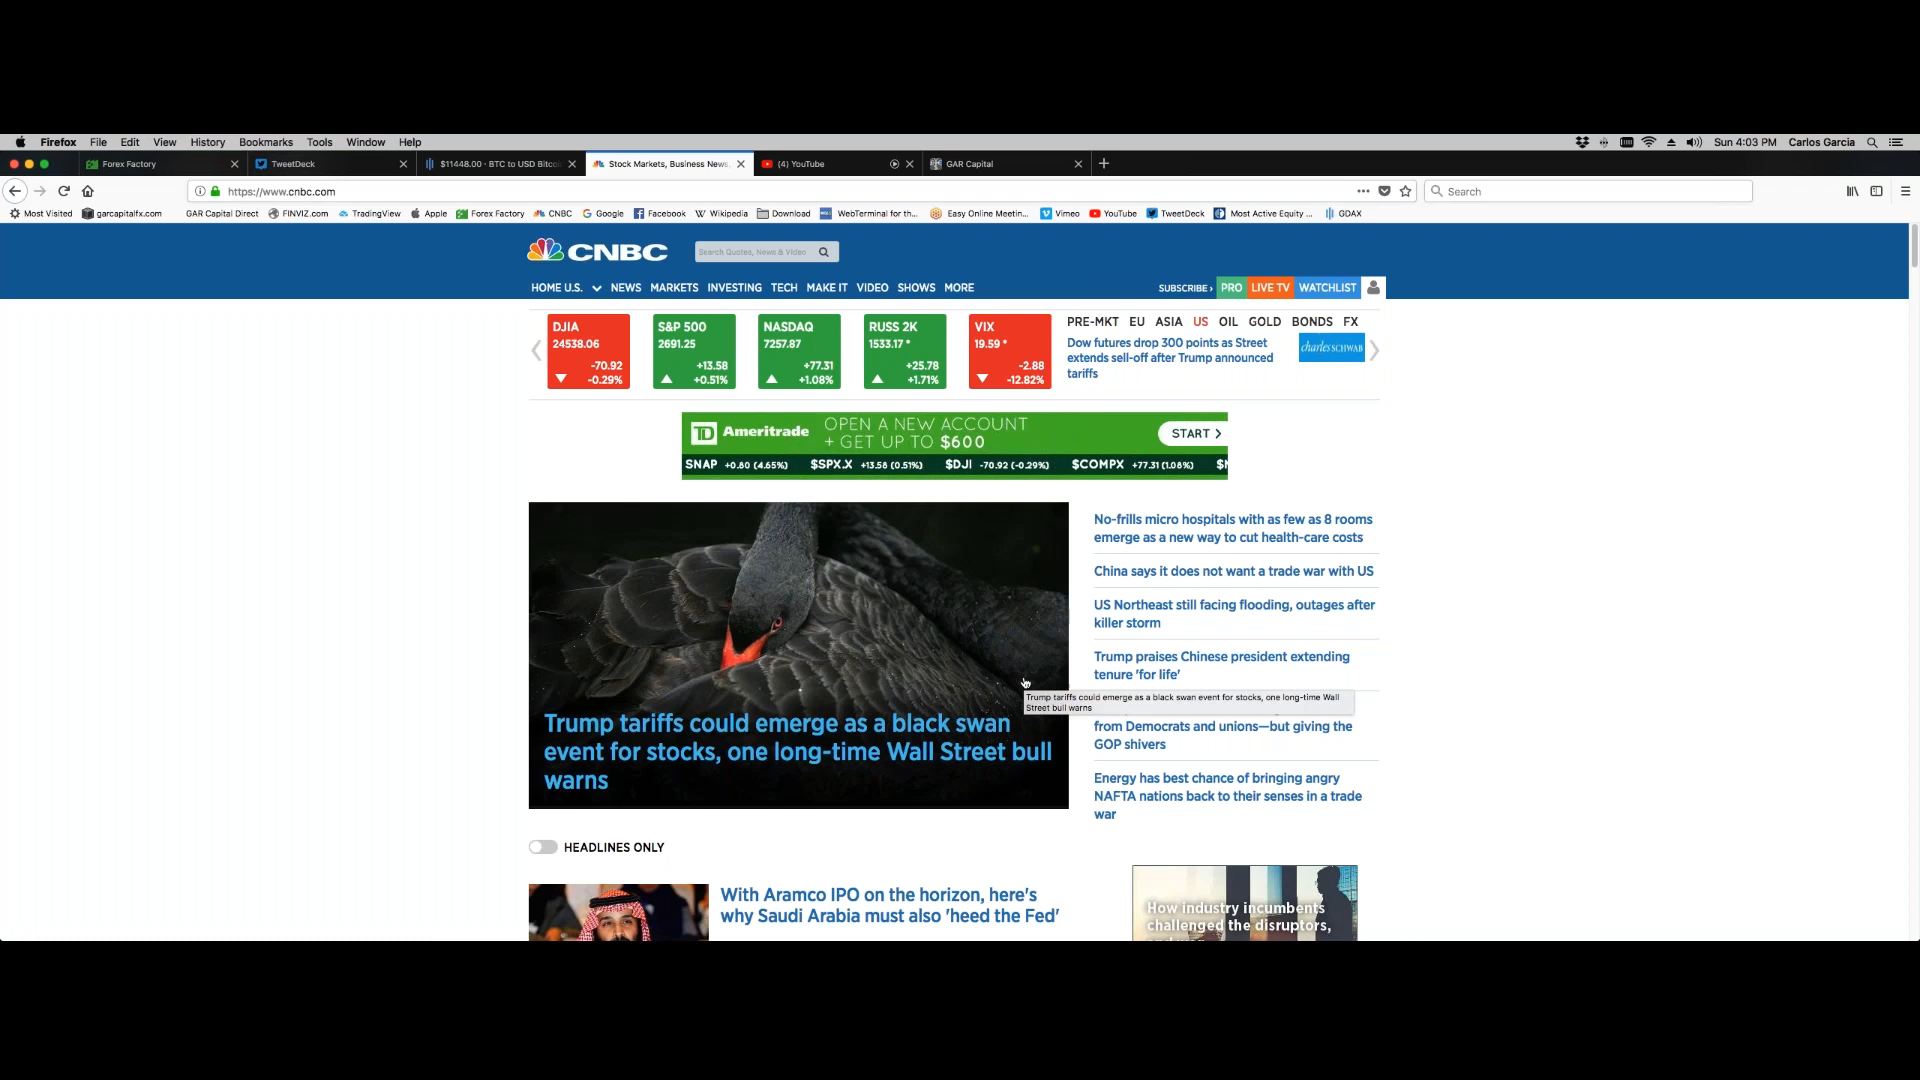 Firefox File Edit View History Bookmarks Tools Window Help
Sun 4:03 PM Carlos Garcia
Forex Factory
TweetDeck
$11448.00 · BTC to USD Bitcoi
Stock Markets, Business News,
(4) YouTube
GAR Capital
https://www.cnbc.com
Search
Most Visited garcapitalfx.com GAR Capital Direct FINVIZ.com TradingView Apple Forex Factory CNBC Google Facebook Wikipedia Download WebTerminal for th... Easy Online Meetin... Vimeo YouTube TweetDeck Most Active Equity ... GDAX
CNBC
Search Quotes, News & Video
HOME U.S. NEWS MARKETS INVESTING TECH MAKE IT VIDEO SHOWS MORE
SUBSCRIBE › PRO LIVE TV WATCHLIST
DJIA
24538.06
-70.92
-0.29%
S&P 500
2691.25
+13.58
+0.51%
NASDAQ
7257.87
+77.31
+1.08%
RUSS 2K
1533.17 *
+25.78
+1.71%
VIX
19.59 *
-2.88
-12.82%
PRE-MKT EU ASIA US OIL GOLD BONDS FX
Dow futures drop 300 points as Street
extends sell-off after Trump announced
tariffs
charles SCHWAB
TD Ameritrade
OPEN A NEW ACCOUNT
+ GET UP TO $600
START
SNAP +0.80 (4.65%) $SPX.X +13.58 (0.51%) $DJI -70.92 (-0.29%) $COMPX +77.31 (1.08%)
Trump tariffs could emerge as a black swan
event for stocks, one long-time Wall Street bull
warns
No-frills micro hospitals with as few as 8 rooms
emerge as a new way to cut health-care costs
China says it does not want a trade war with US
US Northeast still facing flooding, outages after
killer storm
Trump praises Chinese president extending
tenure 'for life'
Trump tariffs could emerge as a black swan event for stocks, one long-time Wall
Street bull warns
from Democrats and unions—but giving the
GOP shivers
Energy has best chance of bringing angry
NAFTA nations back to their senses in a trade
war
HEADLINES ONLY
With Aramco IPO on the horizon, here's
why Saudi Arabia must also 'heed the Fed'
How industry incumbents
challenged the disruptors,